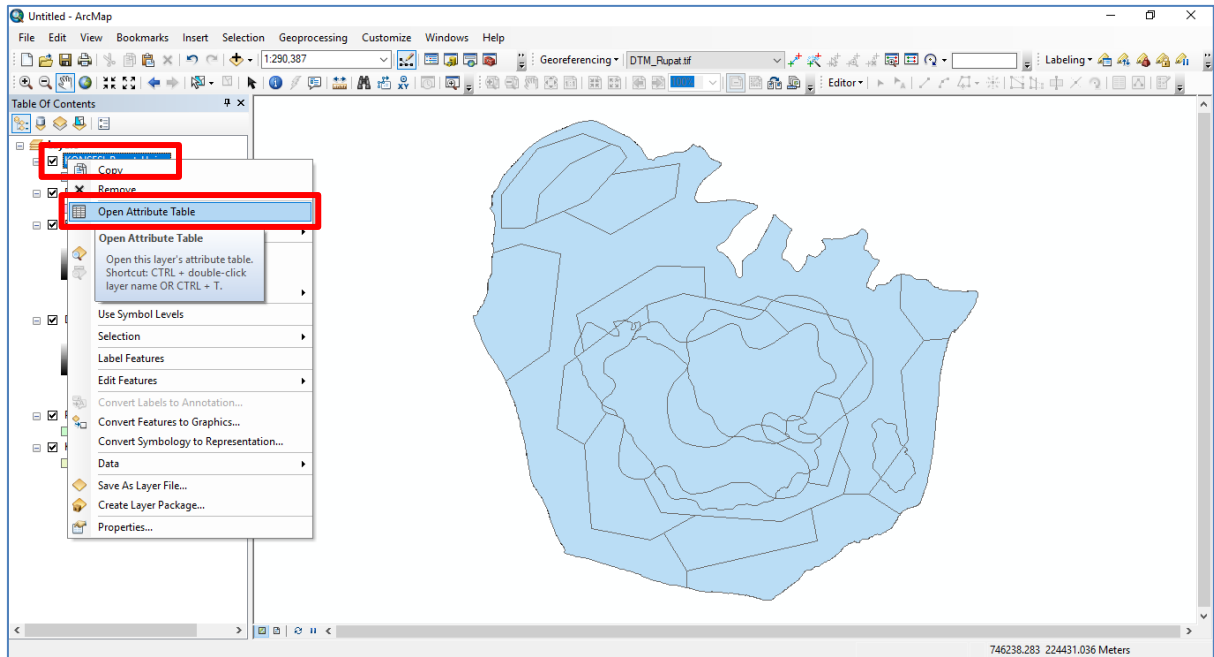 Untitled - ArcMap
File Edit View Bookmarks Insert Selection Geoprocessing Customize Windows Help
1:290,387
Georeferencing
DTM_Rupat.tif
Labeling
Editor
Table Of Contents
Copy
Remove
Open Attribute Table
Open Attribute Table
Open this layer's attribute table.
Shortcut: CTRL + double-click
layer name OR CTRL + T.
Use Symbol Levels
Selection
Label Features
Edit Features
Convert Labels to Annotation...
Convert Features to Graphics...
Convert Symbology to Representation...
Data
Save As Layer File...
Create Layer Package...
Properties...
746238.283 224431.036 Meters